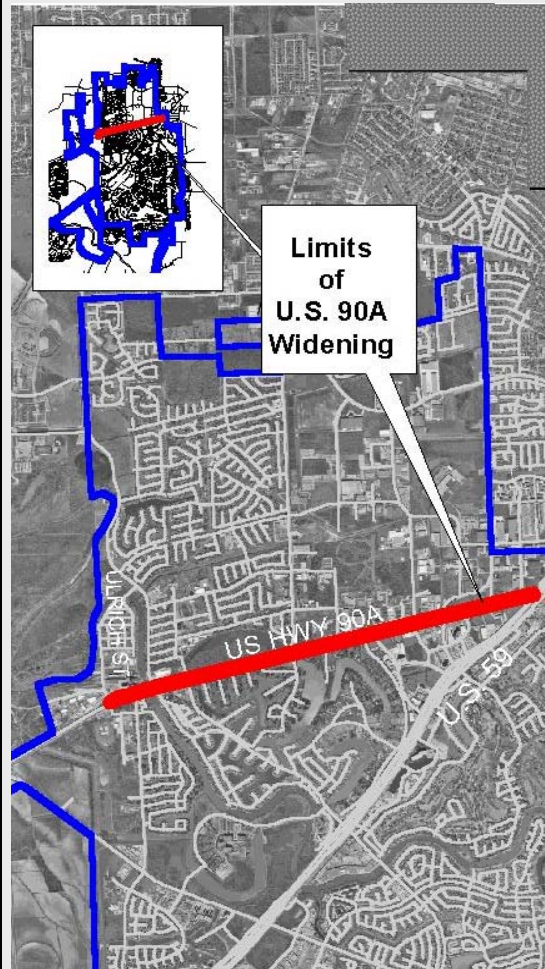 Limits
of
U.S. 90A
Widening
ULRICH ST
US HWY 90A
U.S. 59